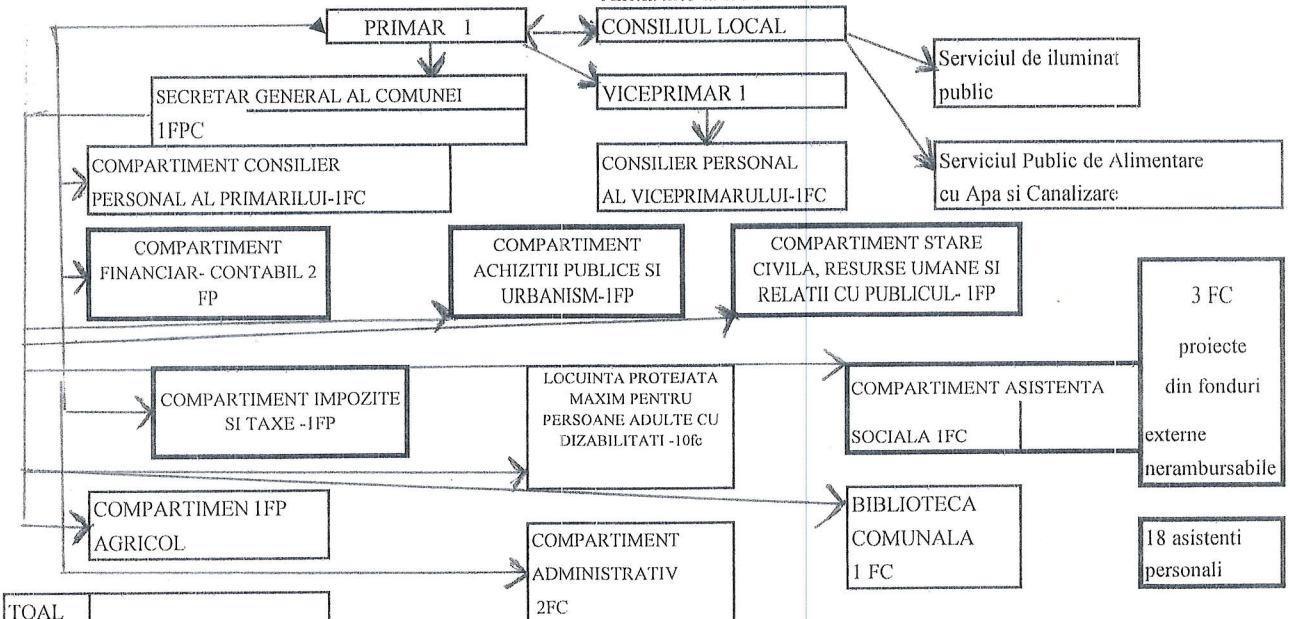 PRIMAR 1
CONSILIUL LOCAL
Serviciul de iluminat
public
SECRETAR GENERAL AL COMUNEI
1FPC
VICEPRIMAR 1
COMPARTIMENT CONSILIER
PERSONAL AL PRIMARILUI-1FC
CONSILIER PERSONAL
AL VICEPRIMARULUI-1FC
Serviciul Public de Alimentare
cu Apa si Canalizare
COMPARTIMENT
FINANCIAR- CONTABIL 2
FP
COMPARTIMENT
ACHIZITII PUBLICE SI
URBANISM-1FP
COMPARTIMENT STARE
CIVILA, RESURSE UMANE SI
RELATII CU PUBLICUL- 1FP
3 FC
proiecte
din fonduri
externe
nerambursabile
COMPARTIMENT IMPOZITE
SI TAXE -1FP
LOCUINTA PROTEJATA
MAXIM PENTRU
PERSOANE ADULTE CU
DIZABILITATI -10fc
COMPARTIMENT ASISTENTA
SOCIALA 1FC
COMPARTIMEN 1FP
AGRICOL
COMPARTIMENT
ADMINISTRATIV
2FC
BIBLIOTECA
COMUNALA
1 FC
18 asistenti
personali
TOAL